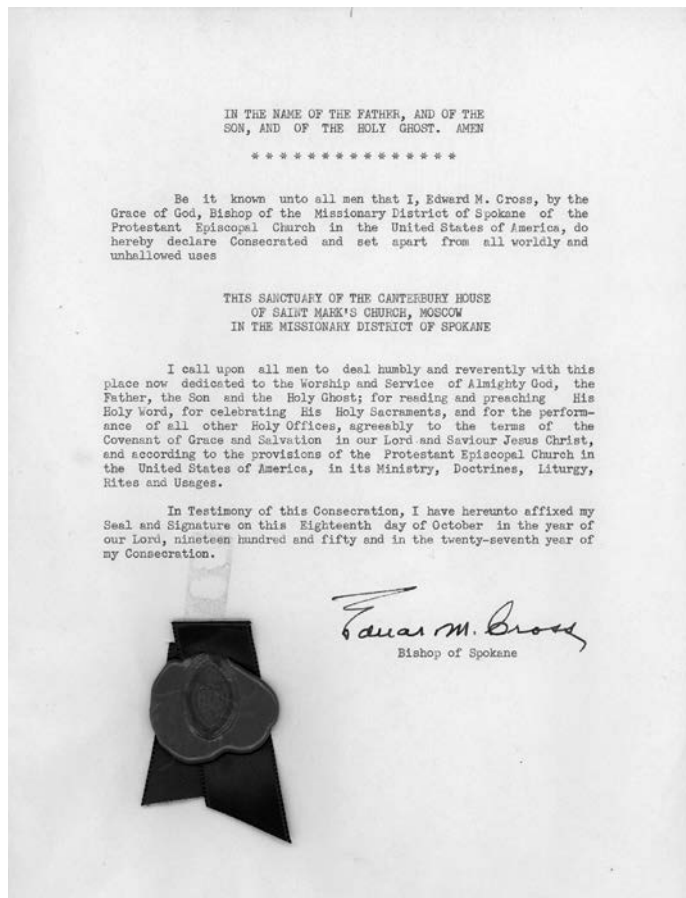 IN THE NAME OF THE FATHER, AND OF THE
SON, AND OF THE HOLY GHOST. AMEN
* * * * * * * * * * * * * * *
Be it known unto all men that I, Edward M. Cross, by the
Grace of God, Bishop of the Missionary District of Spokane of the
Protestant Episcopal Church in the United States of America, do
hereby declare Consecrated and set apart from all worldly and
unhallowed uses
THIS SANCTUARY OF THE CANTERBURY HOUSE
OF SAINT MARK'S CHURCH, MOSCOW
IN THE MISSIONARY DISTRICT OF SPOKANE
I call upon all men to deal humbly and reverently with this
place now dedicated to the Worship and Service of Almighty God, the
Father, the Son and the Holy Ghost; for reading and preaching His
Holy Word, for celebrating His Holy Sacraments, and for the perform-
ance of all other Holy Offices, agreeably to the terms of the
Covenant of Grace and Salvation in our Lord and Saviour Jesus Christ,
and according to the provisions of the Protestant Episcopal Church in
the United States of America, in its Ministry, Doctrines, Liturgy,
Rites and Usages.
In Testimony of this Consecration, I have hereunto affixed my
Seal and Signature on this Eighteenth day of October in the year of
our Lord, nineteen hundred and fifty and in the twenty-seventh year of
my Consecration.
Edward M. Cross
Bishop of Spokane